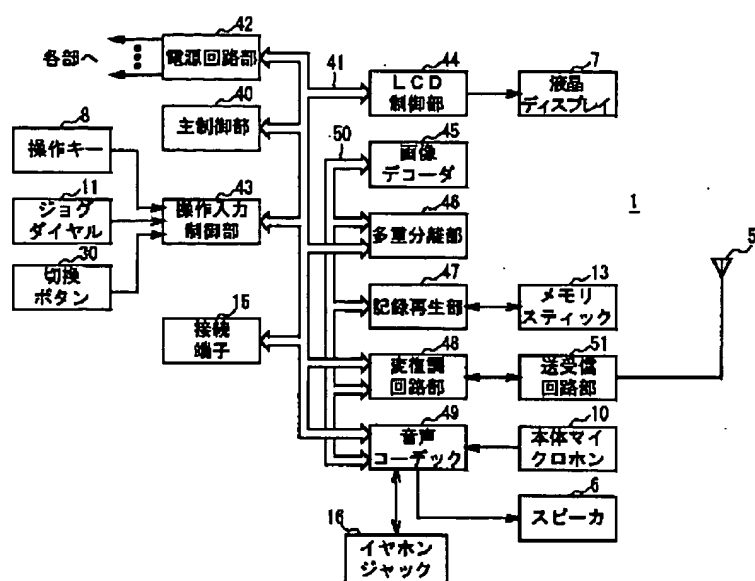 42
電源回路部
各部へ
40
主制御部
8
操作キー
11
ジョグ
ダイヤル
30
切換
ボタン
43
操作入力
制御部
15
接続
端子
41
50
44
LCD
制御部
7
液晶
ディスプレイ
45
画像
デコーダ
46
多重分離部
1
5
47
記録再生部
13
メモリ
スティック
48
変復調
回路部
51
送受信
回路部
49
音声
コーデック
10
本体マイ
クロホン
6
スピーカ
16
イヤホン
ジャック